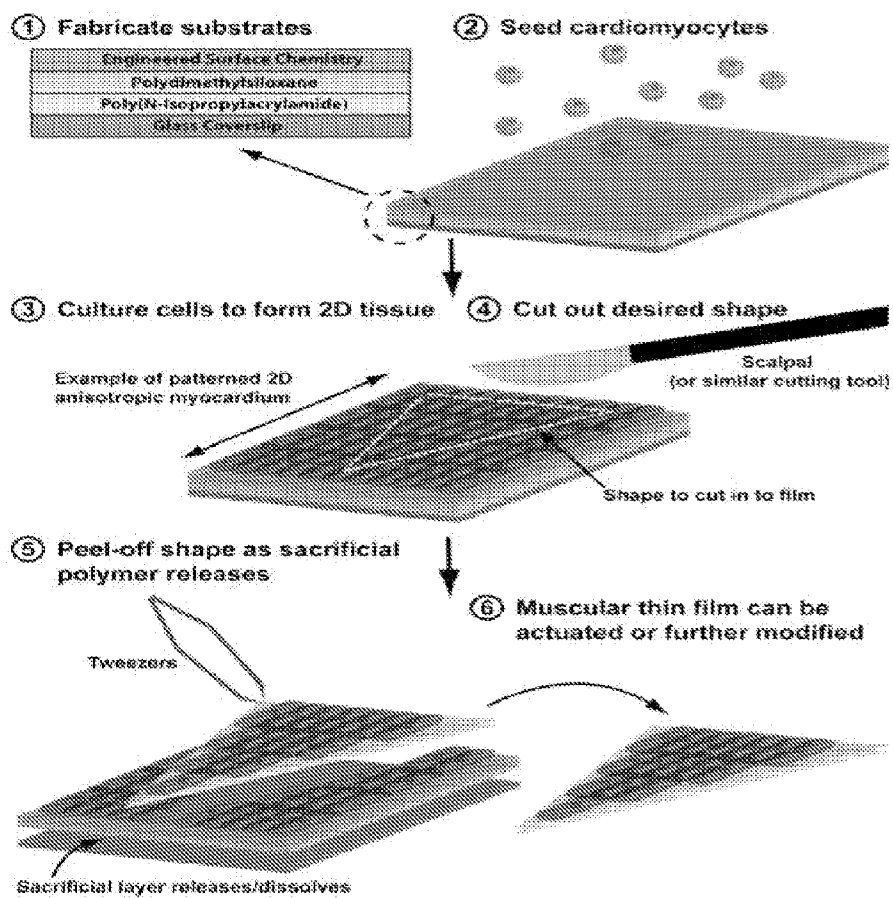 ① Fabricate substrates
Engineered Surface Chemistry
Polydimethylsiloxane
Poly(N-isopropylacrylamide)
Glass Coverslip
② Seed cardiomyocytes
③ Culture cells to form 2D tissue
Example of patterned 2D
anisotropic myocardium
④ Cut out desired shape
Scalpal
(or similar cutting tool)
Shape to cut in to film
⑤ Peel-off shape as sacrificial
polymer releases
Tweezers
Sacrificial layer releases/dissolves
⑥ Muscular thin film can be
actuated or further modified